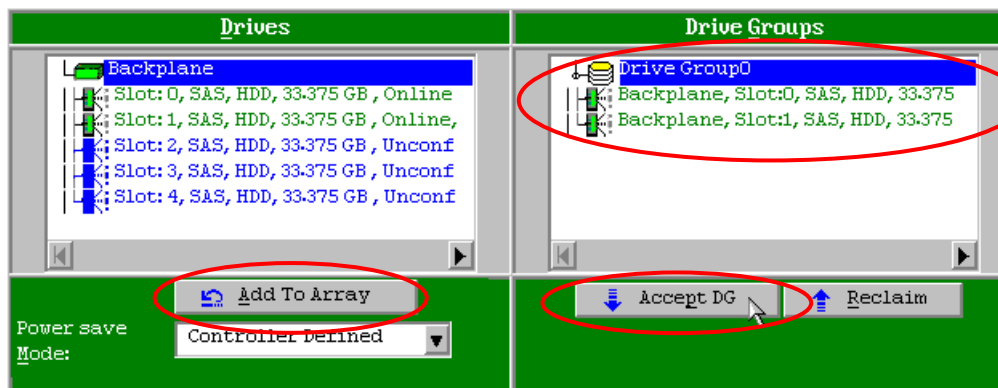 Drives
Backplane
Slot: 0, SAS, HDD, 33.375 GB , Online
Slot: 1, SAS, HDD, 33.375 GB , Online,
Slot: 2, SAS, HDD, 33.375 GB , Unconf
Slot: 3, SAS, HDD, 33.375 GB , Unconf
Slot: 4, SAS, HDD, 33.375 GB , Unconf
Add To Array
Power save
Mode:
Controller Defined
Drive Groups
Drive Group0
Backplane, Slot:0, SAS, HDD, 33.375
Backplane, Slot:1, SAS, HDD, 33.375
Accept DG
Reclaim